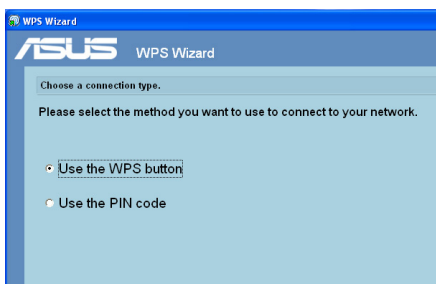 WPS Wizard
ASUS WPS Wizard
Choose a connection type.
Please select the method you want to use to connect to your network.
Use the WPS button
Use the PIN code